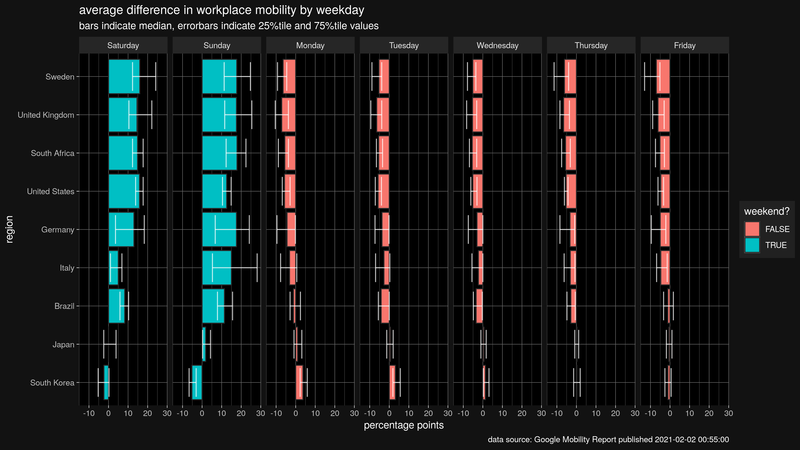 average difference in workplace mobility by weekday
bars indicate median, errorbars indicate 25%tile and 75%tile values
Saturday Sunday Monday Tuesday Wednesday Thursday Friday
region
Sweden
United Kingdom
South Africa
United States
Germany
Italy
Brazil
Japan
South Korea
-10 0 10 20 30 -10 0 10 20 30 -10 0 10 20 30 -10 0 10 20 30 -10 0 10 20 30 -10 0 10 20 30 -10 0 10 20 30
percentage points
weekend?
FALSE
TRUE
data source: Google Mobility Report published 2021-02-02 00:55:00